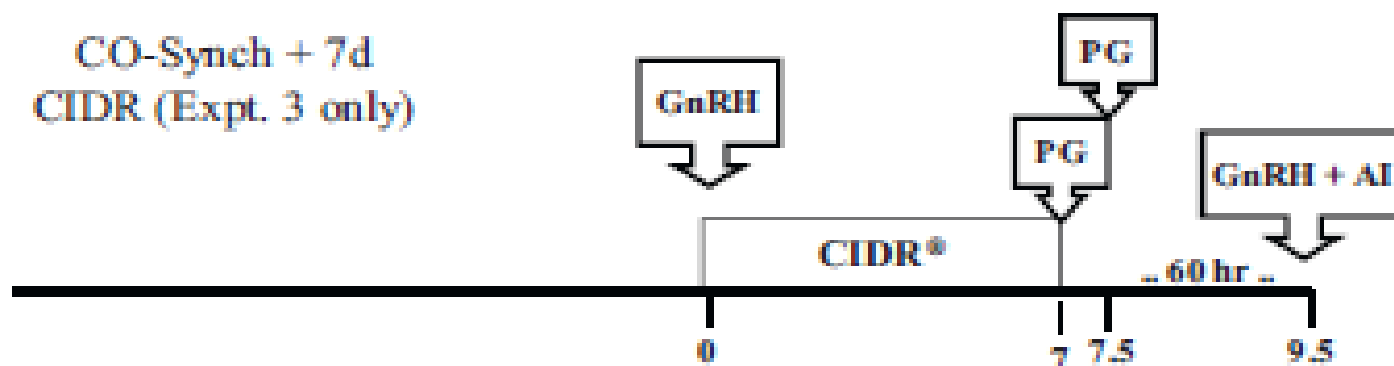 CO-Synch + 7d
CIDR (Expt. 3 only)
GnRH
PG
PG
GnRH + AI
CIDR®
.. 60 hr ..
0
7
7.5
9.5